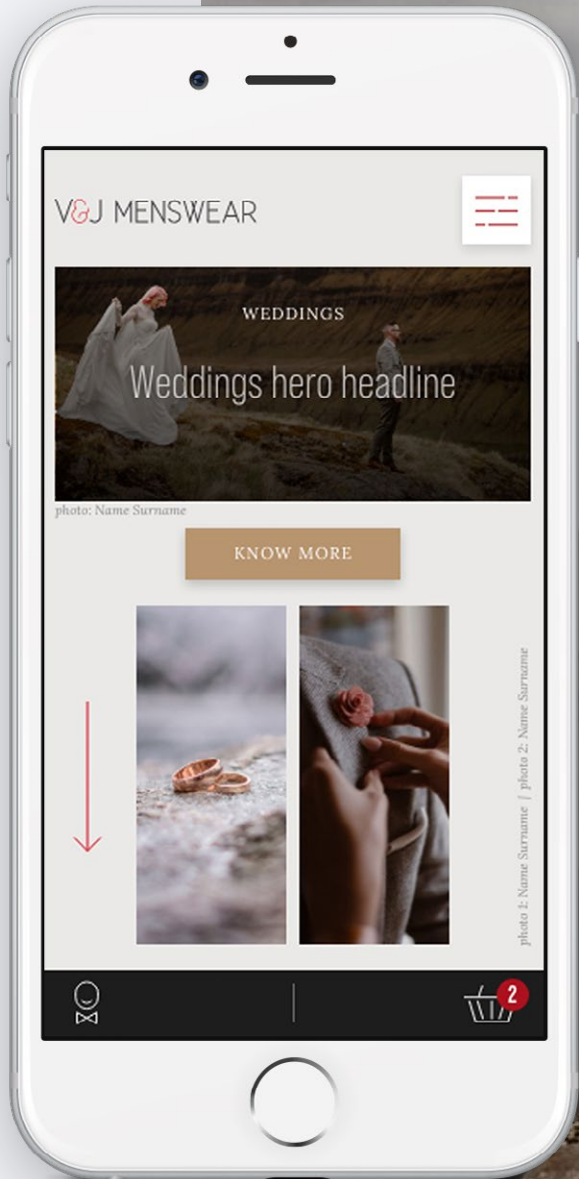 V&J MENSWEAR
WEDDINGS
Weddings hero headline
photo: Name Surname
KNOW MORE
photo 1: Name Surname | photo 2: Name Surname
2